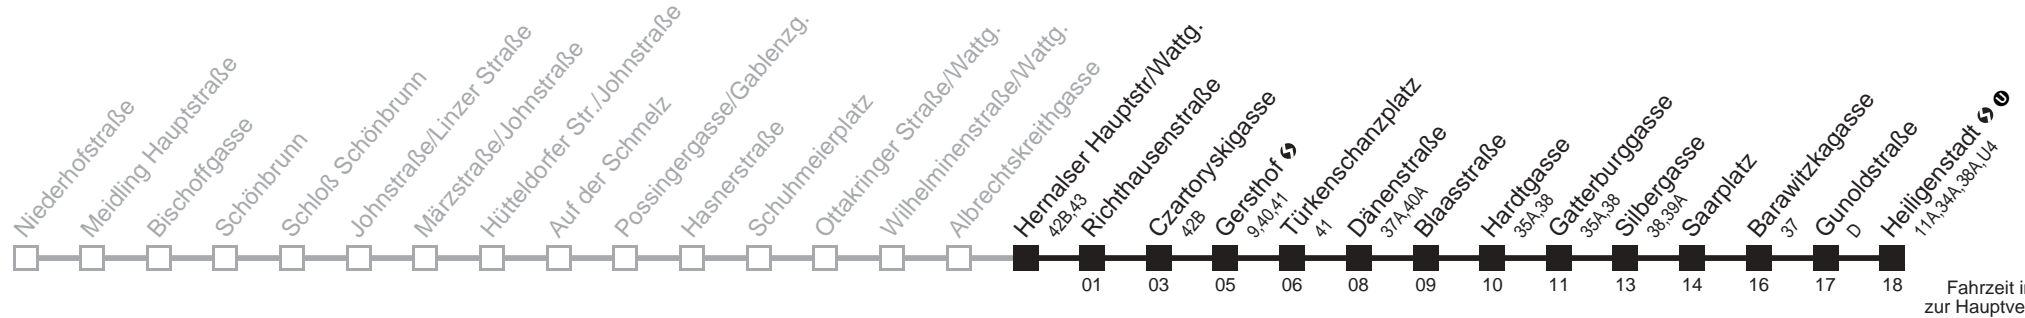 Niederhofstraße
Meidling Hauptstraße
Bischoffgasse
Schönbrunn
Schloß Schönbrunn
Johnstraße/Linzer Straße
Märzstraße/Johnstraße
Hütteldorfer Str./Johnstraße
Auf der Schmelz
Possingergasse/Gablenzg.
Hasnerstraße
Schuhmeierplatz
Ottakringer Straße/Wattg.
Wilhelminenstraße/Wattg.
Albrechtskreithgasse
Hernalser Hauptstr/Wattg.
42B,43
Richthausenstraße
Czartoryskigasse
42B
Gersthof S
9,40,41
Türkenschanzplatz
41
Dänenstraße
37A,40A
Blaasstraße
Hardtgasse
35A,38
Gatterburggasse
35A,38
Silbergasse
38,39A
Saarplatz
Barawitzkagasse
37
Gunoldstraße
D
Heiligenstadt S U
11A,34A,38A,U4
01 03 05 06 08 09 10 11 13 14 16 17 18
Fahrzeit
zur